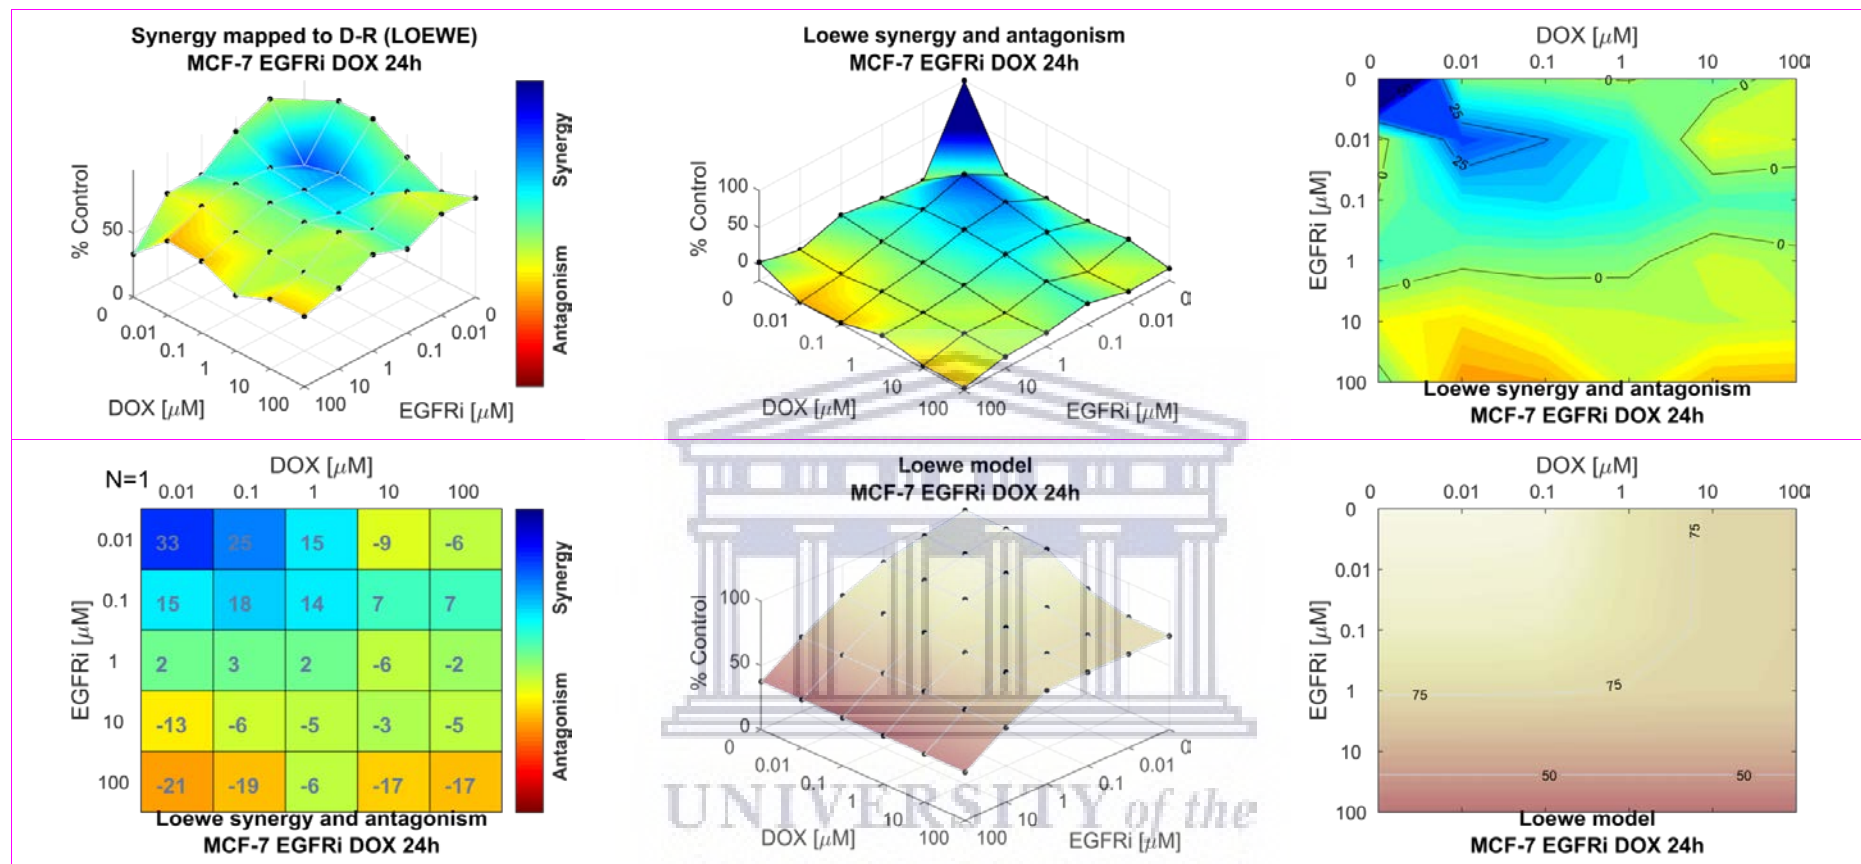 Synergy mapped to D-R (LOEWE)
MCF-7 EGFRi DOX 24h
% Control
50
0
0
0.01
0.1
1
10
100
DOX [μM]
100
10
1
0.1
0.01
0
EGFRi [μM]
Synergy
Antagonism
Loewe synergy and antagonism
MCF-7 EGFRi DOX 24h
% Control
100
50
0
0
0.01
0.1
1
10
100
DOX [μM]
100
10
1
0.1
0.01
0
EGFRi [μM]
DOX [μM]
0 0.01 0.1 1 10 100
EGFRi [μM]
0
0.01
0.1
1
10
100
0
0
25
25
0
0
0
0
0
Loewe synergy and antagonism
MCF-7 EGFRi DOX 24h
N=1
DOX [μM]
0.01 0.1 1 10 100
EGFRi [μM]
0.01 33 25 15 -9 -6
0.1 15 18 14 7 7
1 2 3 2 -6 -2
10 -13 -6 -5 -3 -5
100 -21 -19 -6 -17 -17
Synergy
Antagonism
Loewe synergy and antagonism
MCF-7 EGFRi DOX 24h
Loewe model
MCF-7 EGFRi DOX 24h
% Control
100
50
0
0
0.01
0.1
1
10
100
DOX [μM]
100
10
1
0.1
0.01
0
EGFRi [μM]
UNIVERSITY of the
DOX [μM]
0 0.01 0.1 1 10 100
EGFRi [μM]
0
0.01
0.1
1
10
100
75
75
75
50
50
Loewe model
MCF-7 EGFRi DOX 24h